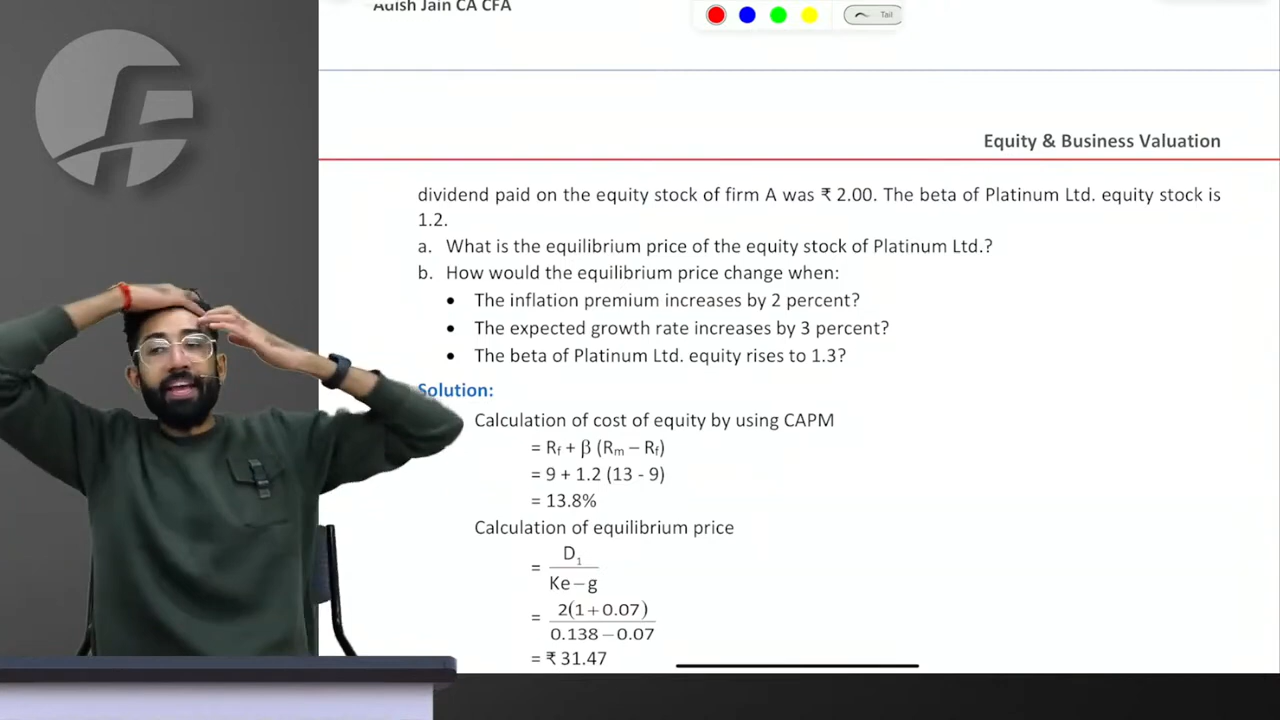 Adish Jain CA CFA
Tail
Equity & Business Valuation
dividend paid on the equity stock of firm A was ₹ 2.00. The beta of Platinum Ltd. equity stock is
1.2.
a. What is the equilibrium price of the equity stock of Platinum Ltd.?
b. How would the equilibrium price change when:
• The inflation premium increases by 2 percent?
• The expected growth rate increases by 3 percent?
• The beta of Platinum Ltd. equity rises to 1.3?
Solution:
Calculation of cost of equity by using CAPM
= Rf + β (Rm – Rf)
= 9 + 1.2 (13 - 9)
= 13.8%
Calculation of equilibrium price
= D1
Ke – g
= 2(1+0.07)
0.138 – 0.07
= ₹ 31.47